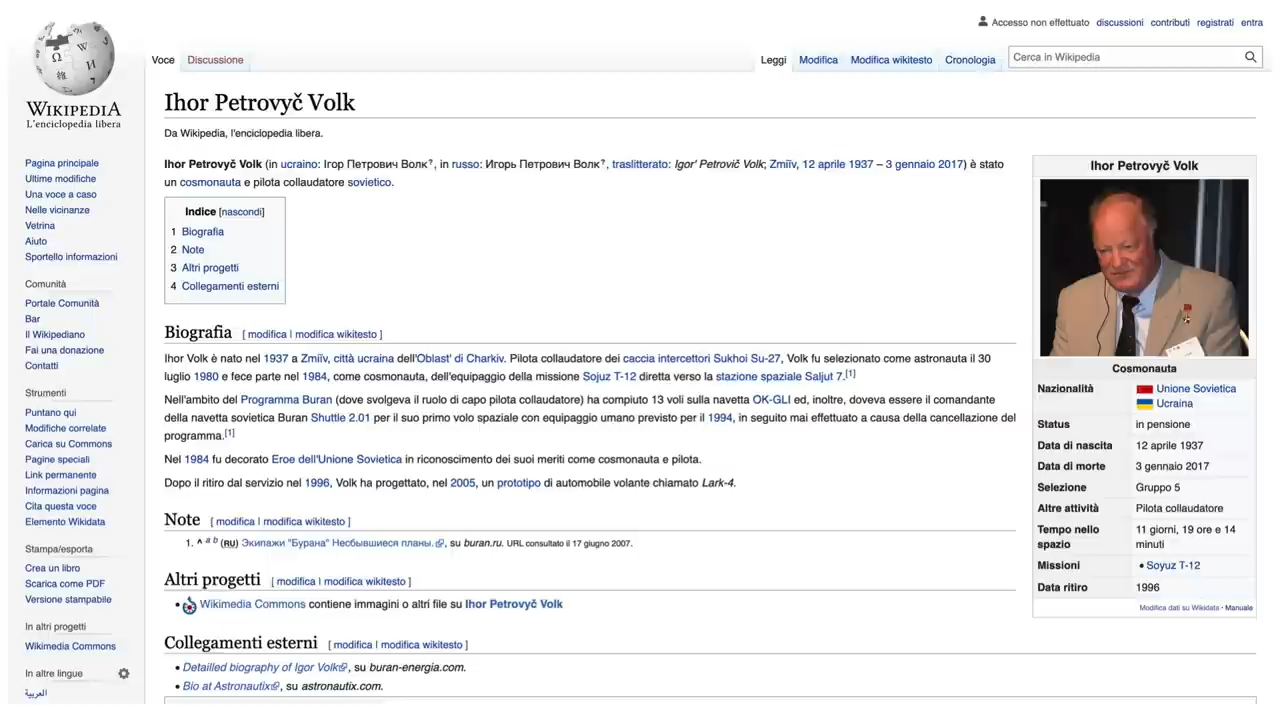 Accesso non effettuato discussioni contributi registrati entra
WIKIPEDIA
L'enciclopedia libera
Voce Discussione Leggi Modifica Modifica wikitesto Cronologia Cerca in Wikipedia
Pagina principale
Ultime modifiche
Una voce a caso
Nelle vicinanze
Vetrina
Aiuto
Sportello informazioni
Comunità
Portale Comunità
Bar
Il Wikipediano
Fai una donazione
Contatti
Strumenti
Puntano qui
Modifiche correlate
Carica su Commons
Pagine speciali
Link permanente
Informazioni pagina
Cita questa voce
Elemento Wikidata
Stampa/esporta
Crea un libro
Scarica come PDF
Versione stampabile
In altri progetti
Wikimedia Commons
In altre lingue
العربية
Ihor Petrovyč Volk
Da Wikipedia, l'enciclopedia libera.
Ihor Petrovyč Volk (in ucraino: Ігор Петрович Волк?, in russo: Игорь Петрович Волк?, traslitterato: Igor' Petrovič Volk; Zmiïv, 12 aprile 1937 – 3 gennaio 2017) è stato
un cosmonauta e pilota collaudatore sovietico.
Indice [nascondi]
1 Biografia
2 Note
3 Altri progetti
4 Collegamenti esterni
Biografia [ modifica | modifica wikitesto ]
Ihor Volk è nato nel 1937 a Zmiïv, città ucraina dell'Oblast' di Charkiv. Pilota collaudatore dei caccia intercettori Sukhoi Su-27, Volk fu selezionato come astronauta il 30
luglio 1980 e fece parte nel 1984, come cosmonauta, dell'equipaggio della missione Sojuz T-12 diretta verso la stazione spaziale Saljut 7.[1]
Nell'ambito del Programma Buran (dove svolgeva il ruolo di capo pilota collaudatore) ha compiuto 13 voli sulla navetta OK-GLI ed, inoltre, doveva essere il comandante
della navetta sovietica Buran Shuttle 2.01 per il suo primo volo spaziale con equipaggio umano previsto per il 1994, in seguito mai effettuato a causa della cancellazione del
programma.[1]
Nel 1984 fu decorato Eroe dell'Unione Sovietica in riconoscimento dei suoi meriti come cosmonauta e pilota.
Dopo il ritiro dal servizio nel 1996, Volk ha progettato, nel 2005, un prototipo di automobile volante chiamato Lark-4.
Note [ modifica | modifica wikitesto ]
1. ^ a b (RU) Экипажи "Бурана" Несбывшиеся планы., su buran.ru. URL consultato il 17 giugno 2007.
Altri progetti [ modifica | modifica wikitesto ]
• Wikimedia Commons contiene immagini o altri file su Ihor Petrovyč Volk
Collegamenti esterni [ modifica | modifica wikitesto ]
• Detailled biography of Igor Volk, su buran-energia.com.
• Bio at Astronautix, su astronautix.com.
Ihor Petrovyč Volk
Cosmonauta
Nazionalità Unione Sovietica
Ucraina
Status in pensione
Data di nascita 12 aprile 1937
Data di morte 3 gennaio 2017
Selezione Gruppo 5
Altre attività Pilota collaudatore
Tempo nello spazio 11 giorni, 19 ore e 14 minuti
Missioni • Soyuz T-12
Data ritiro 1996
Modifica dati su Wikidata · Manuale